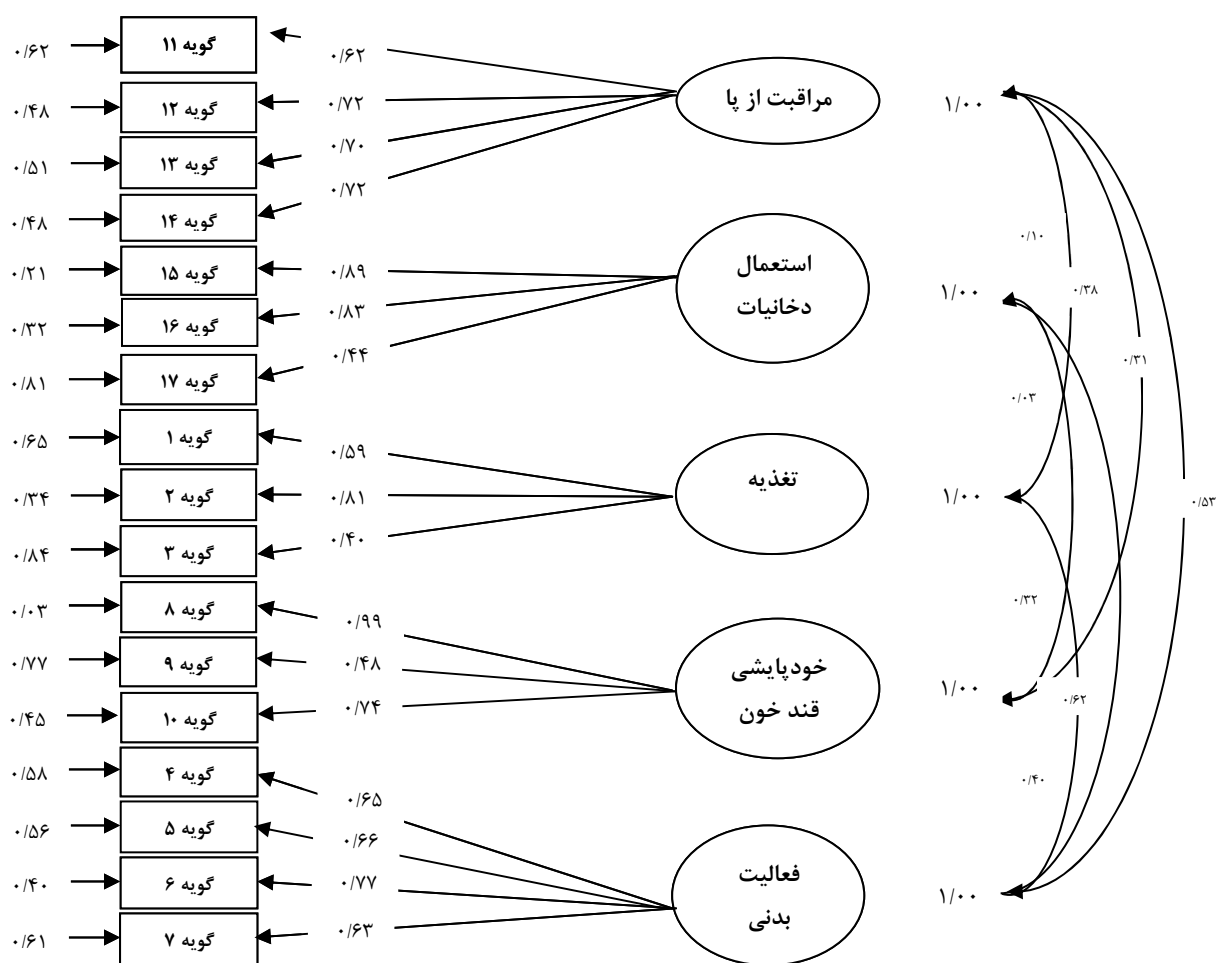 ۰/۶۲ گویه ۱۱ ۰/۶۲
۰/۴۸ گویه ۱۲ ۰/۷۲
۰/۵۱ گویه ۱۳ ۰/۷۰
۰/۴۸ گویه ۱۴ ۰/۷۲
مراقبت از پا
۱/۰۰
۰/۲۱ گویه ۱۵ ۰/۸۹
۰/۳۲ گویه ۱۶ ۰/۸۳
۰/۸۱ گویه ۱۷ ۰/۴۴
استعمال
دخانیات
۱/۰۰
۰/۶۵ گویه ۱ ۰/۵۹
۰/۳۴ گویه ۲ ۰/۸۱
۰/۸۴ گویه ۳ ۰/۴۰
تغذیه
۱/۰۰
۰/۰۳ گویه ۸ ۰/۹۹
۰/۷۷ گویه ۹ ۰/۴۸
۰/۴۵ گویه ۱۰ ۰/۷۴
خودپایشی
قند خون
۱/۰۰
۰/۵۸ گویه ۴ ۰/۶۵
۰/۵۶ گویه ۵ ۰/۶۶
۰/۴۰ گویه ۶ ۰/۷۷
۰/۶۱ گویه ۷ ۰/۶۳
فعالیت
بدنی
۱/۰۰
۰/۱۰
۰/۳۸
۰/۳۱
۰/۰۳
۰/۵۳
۰/۳۲
۰/۶۲
۰/۴۰